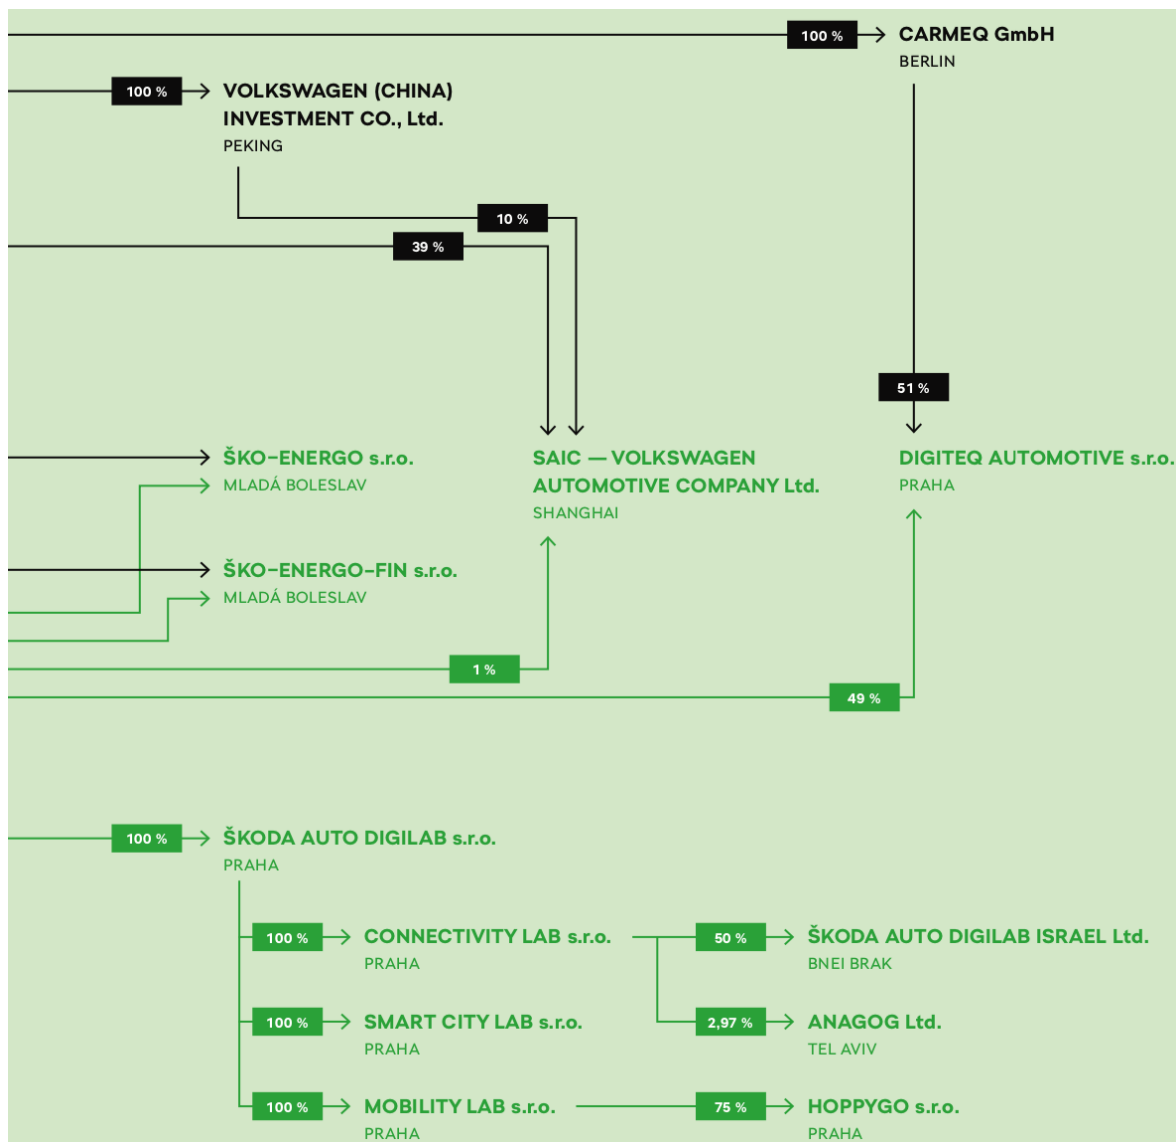 100 %
CARMEQ GmbH
BERLIN
100 %
VOLKSWAGEN (CHINA)
INVESTMENT CO., Ltd.
PEKING
10 %
39 %
51 %
ŠKO–ENERGO s.r.o.
MLADÁ BOLESLAV
SAIC — VOLKSWAGEN
AUTOMOTIVE COMPANY Ltd.
SHANGHAI
DIGITEQ AUTOMOTIVE s.r.o.
PRAHA
ŠKO–ENERGO–FIN s.r.o.
MLADÁ BOLESLAV
1 %
49 %
100 %
ŠKODA AUTO DIGILAB s.r.o.
PRAHA
100 %
CONNECTIVITY LAB s.r.o.
PRAHA
50 %
ŠKODA AUTO DIGILAB ISRAEL Ltd.
BNEI BRAK
100 %
SMART CITY LAB s.r.o.
PRAHA
2,97 %
ANAGOG Ltd.
TEL AVIV
100 %
MOBILITY LAB s.r.o.
PRAHA
75 %
HOPPYGO s.r.o.
PRAHA